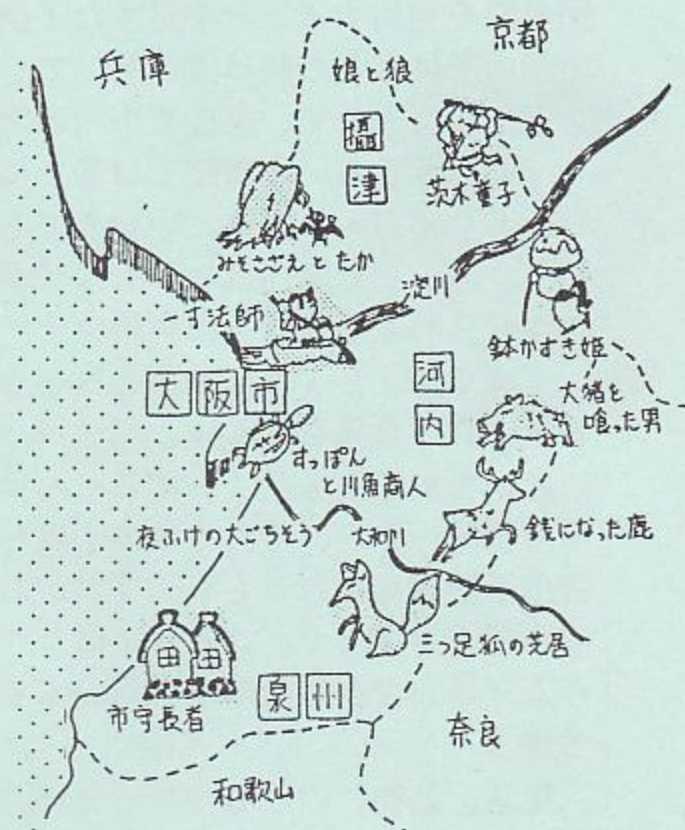 京都
兵庫
娘と狼
攝
津
茨木童子
みそさざえとたか
淀川
一寸法師
鉢かずき姫
河
内
大阪市
大猪を
喰った男
すっぽん
と川魚商人
夜ふけの大ごちそう
大和川
銭になった鹿
三つ足狐の芝居
泉州
市守長者
奈良
和歌山